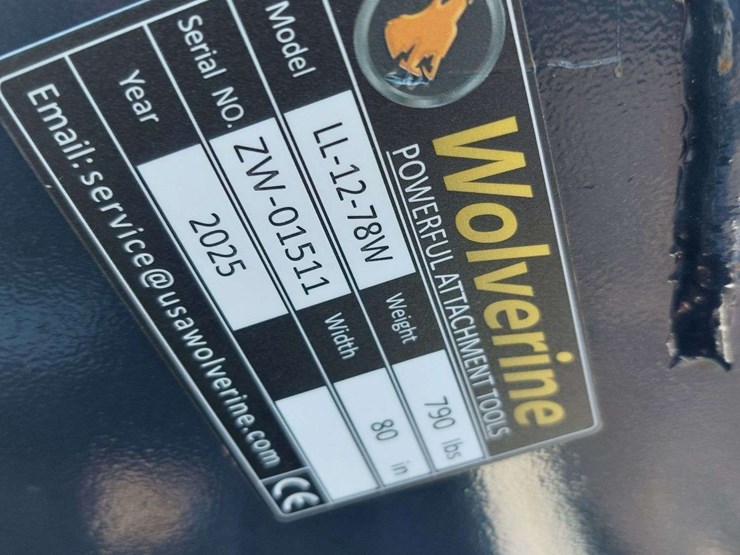 Wolverine
POWERFUL ATTACHMENT TOOLS
Model LL-12-78W Weight 790 lbs
Serial NO. ZW-01511 Width 80 in
Year 2025
Email: service@usawolverine.com CE